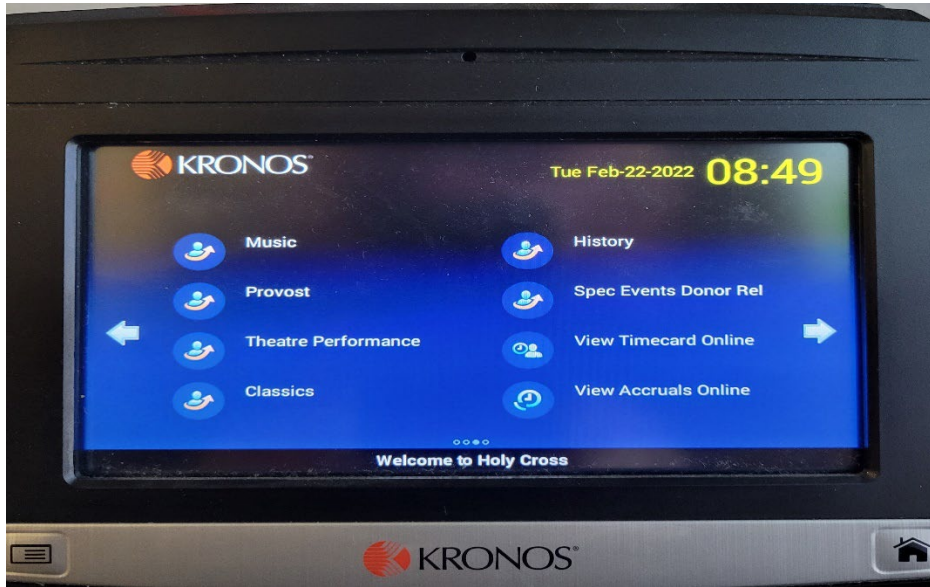 KRONOS®
Tue Feb-22-2022 08:49
Music
History
Provost
Spec Events Donor Rel
Theatre Performance
View Timecard Online
Classics
View Accruals Online
Welcome to Holy Cross
KRONOS®